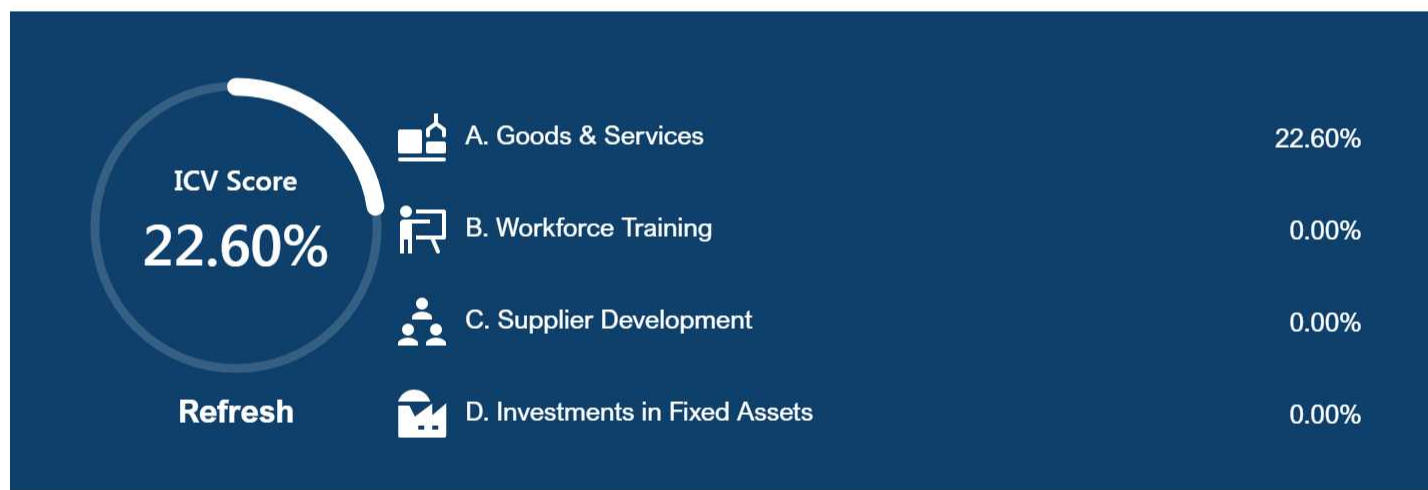 ICV Score
22.60%
Refresh
A. Goods & Services 22.60%
B. Workforce Training 0.00%
C. Supplier Development 0.00%
D. Investments in Fixed Assets 0.00%